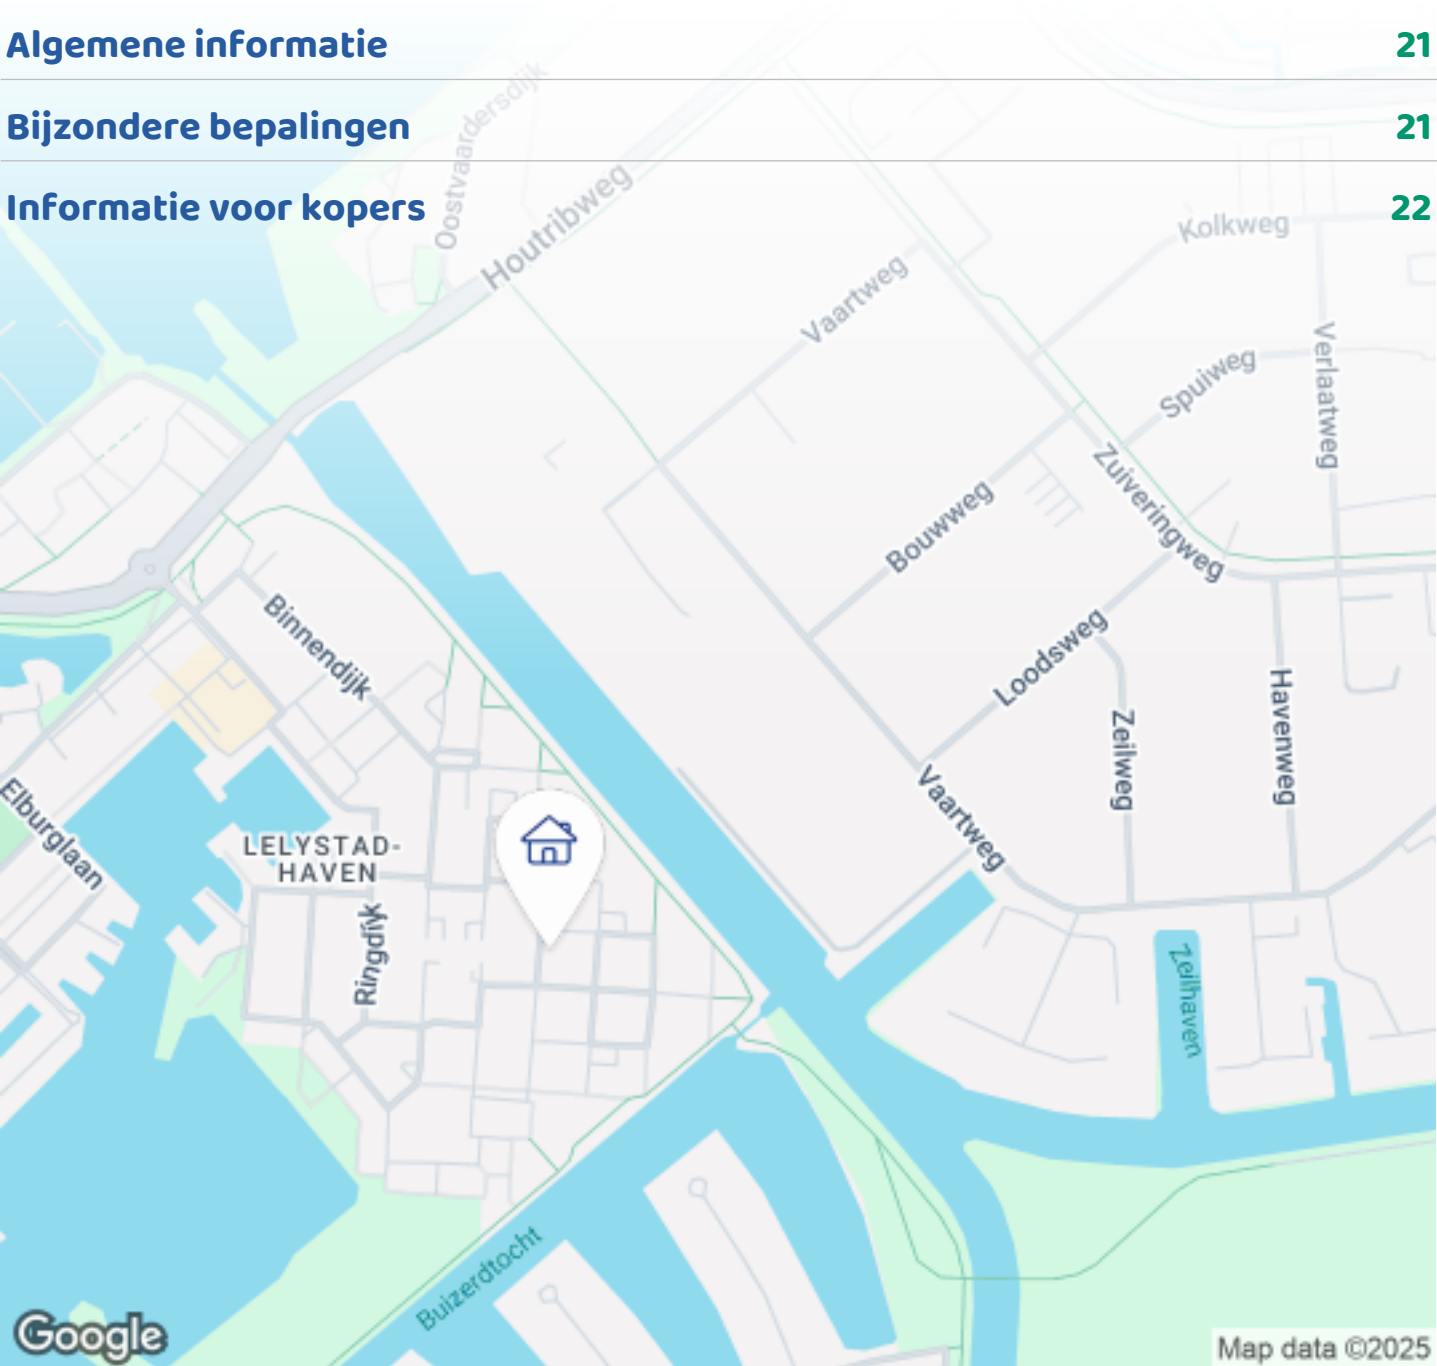 Algemene informatie 21
Bijzondere bepalingen 21
Informatie voor kopers 22
Oostvaardersdijk
Houtribweg
Kolkweg
Vaartweg
Verlaatweg
Spuiweg
Zuiveringweg
Bouwweg
Binnendijk
Loodsweg
Havenweg
Zeilweg
Elburglaan
Vaartweg
LELYSTAD-
HAVEN
Ringdijk
Zeilhaven
Buizerdtocht
Google
Map data ©2025